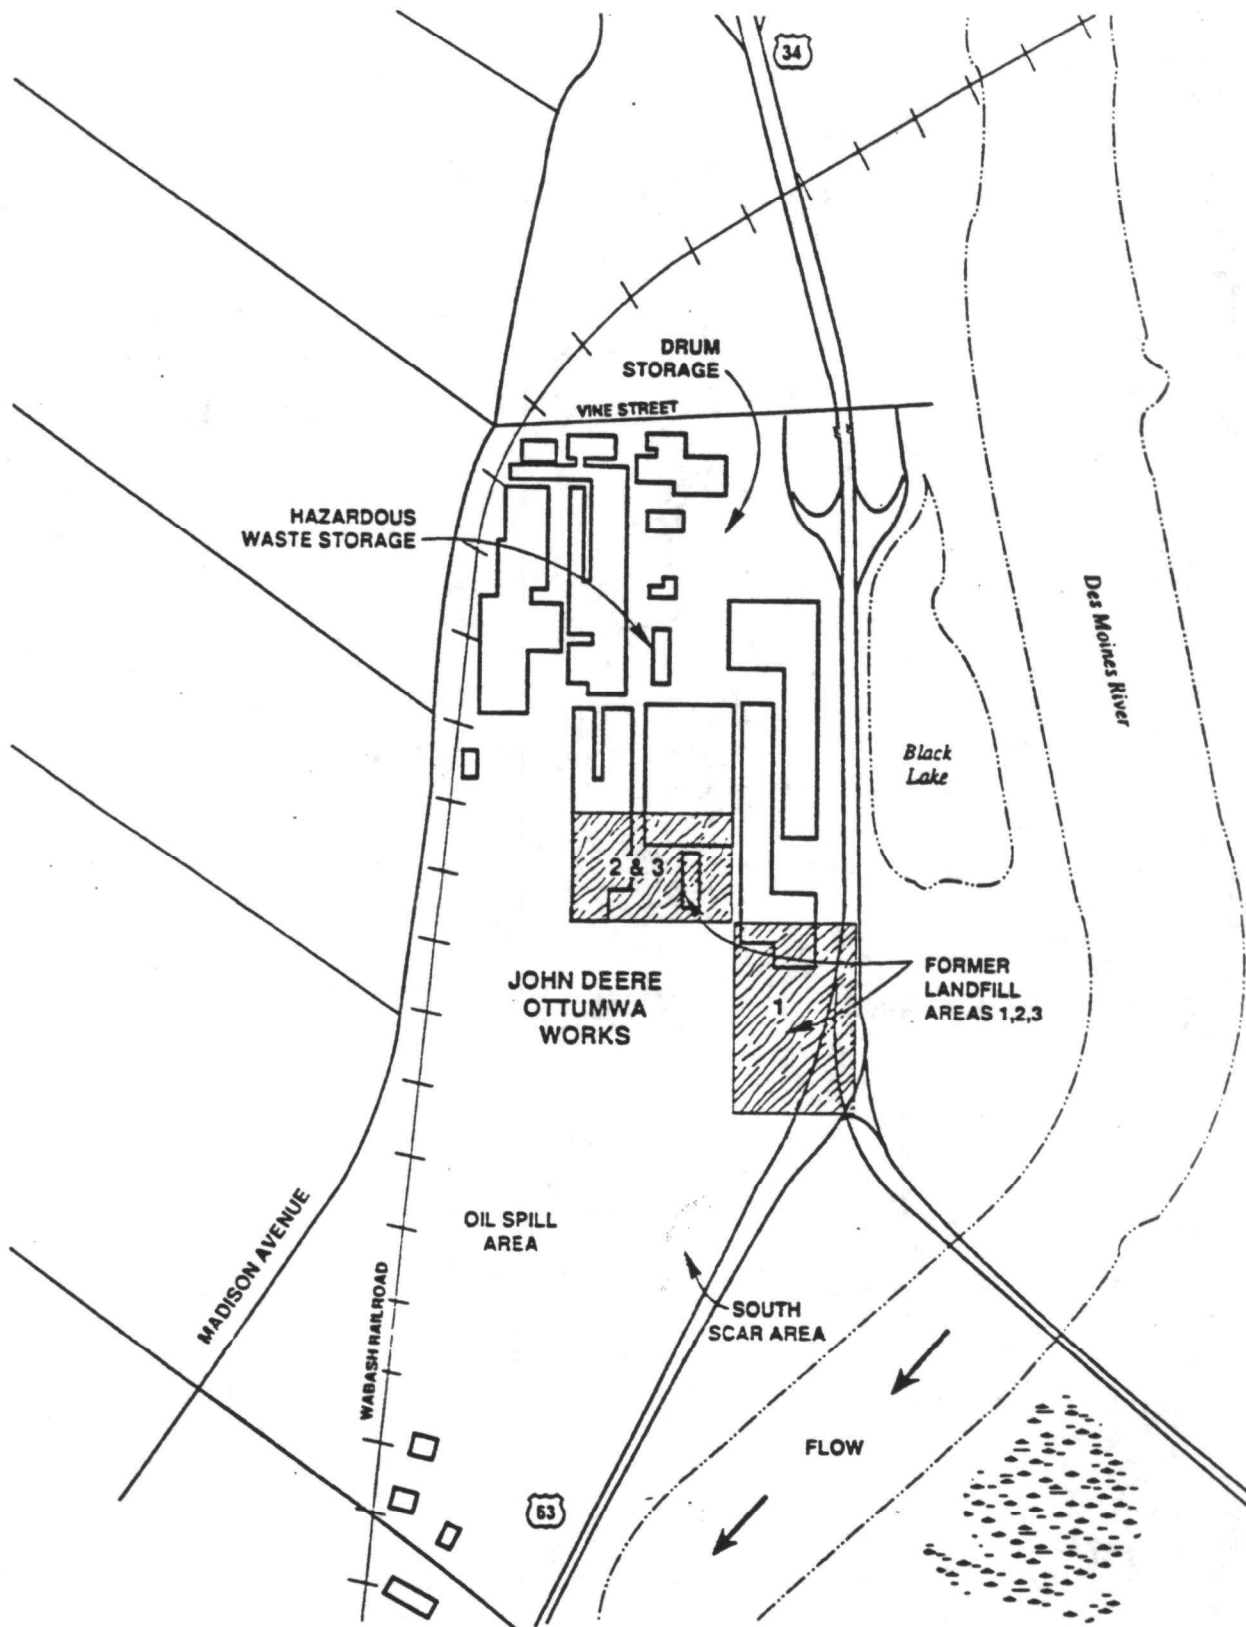 34
DRUM
STORAGE
VINE STREET
HAZARDOUS
WASTE STORAGE
Des Moines River
Black
Lake
2 & 3
JOHN DEERE
OTTUMWA
WORKS
1
FORMER
LANDFILL
AREAS 1,2,3
MADISON AVENUE
OIL SPILL
AREA
WABASH RAILROAD
SOUTH
SCAR AREA
FLOW
63